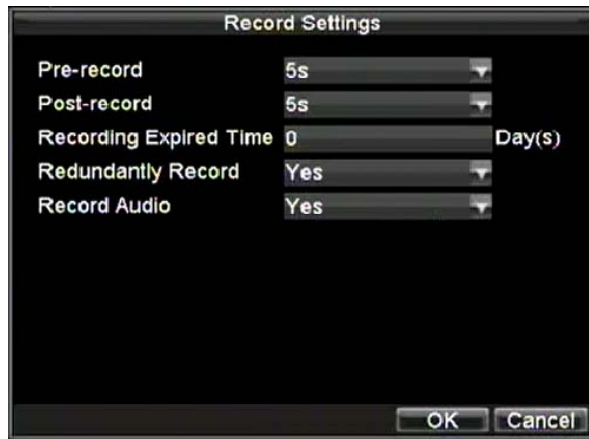 Record Settings
Pre-record 5s
Post-record 5s
Recording Expired Time 0 Day(s)
Redundantly Record Yes
Record Audio Yes
OK Cancel